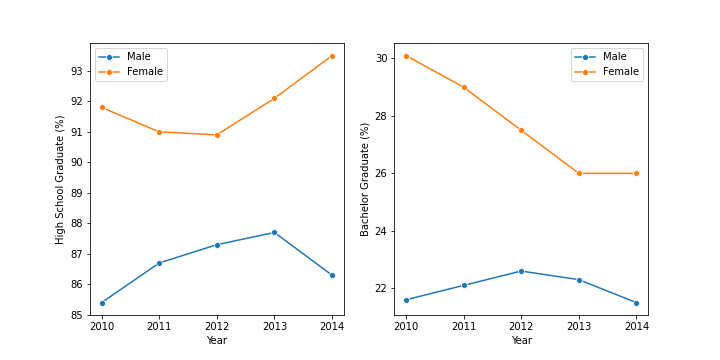 Male
Female
93
92
91
90
89
88
87
86
85
High School Graduate (%)
2010 2011 2012 2013 2014
Year
Male
Female
30
28
26
24
22
Bachelor Graduate (%)
2010 2011 2012 2013 2014
Year